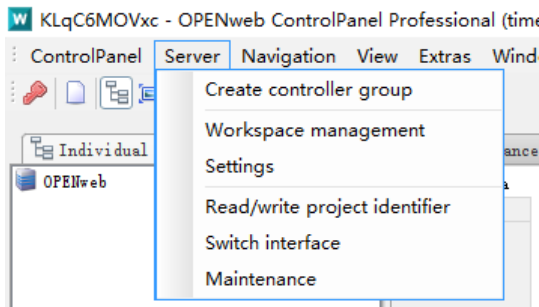 KLqC6MOVxc - OPENweb ControlPanel Professional (time
ControlPanel Server Navigation View Extras Wind
Create controller group
Workspace management
Individual
Settings
OPENweb
Read/write project identifier
Switch interface
Maintenance